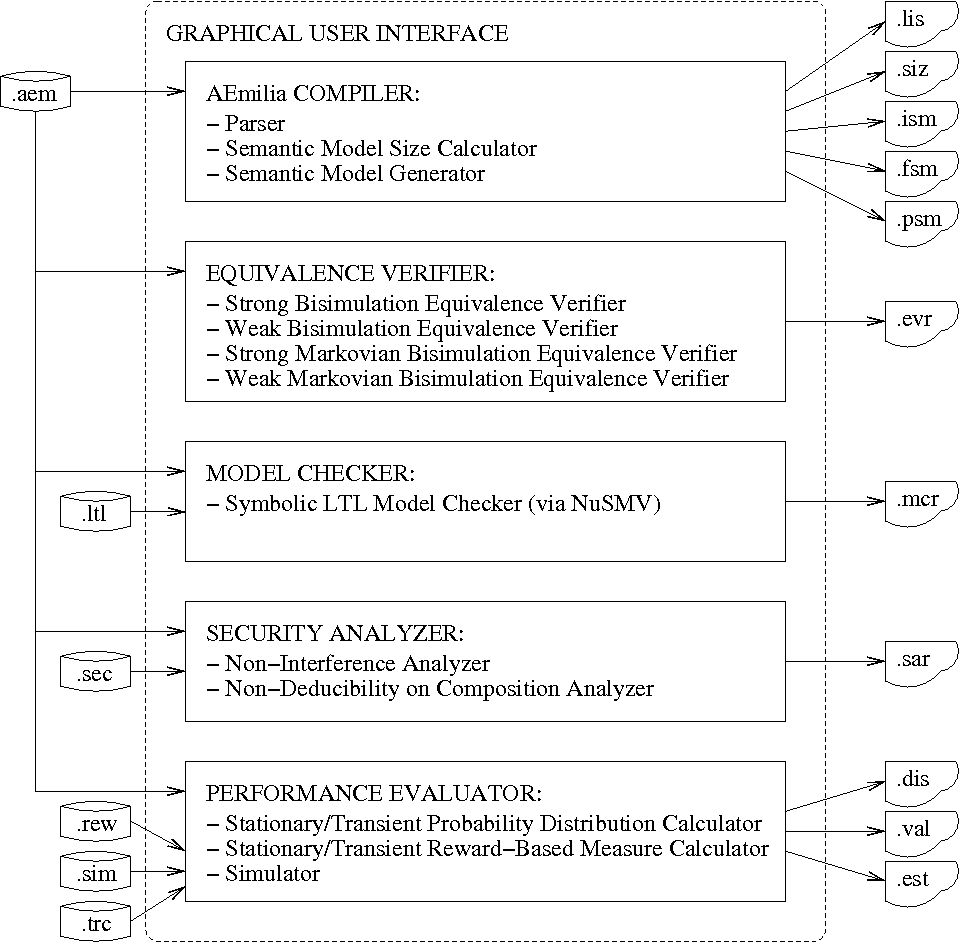 GRAPHICAL USER INTERFACE
.aem
AEmilia COMPILER:
– Parser
– Semantic Model Size Calculator
– Semantic Model Generator
.lis
.siz
.ism
.fsm
.psm
EQUIVALENCE VERIFIER:
– Strong Bisimulation Equivalence Verifier
– Weak Bisimulation Equivalence Verifier
– Strong Markovian Bisimulation Equivalence Verifier
– Weak Markovian Bisimulation Equivalence Verifier
.evr
MODEL CHECKER:
– Symbolic LTL Model Checker (via NuSMV)
.ltl
.mcr
SECURITY ANALYZER:
– Non–Interference Analyzer
– Non–Deducibility on Composition Analyzer
.sec
.sar
PERFORMANCE EVALUATOR:
– Stationary/Transient Probability Distribution Calculator
– Stationary/Transient Reward–Based Measure Calculator
– Simulator
.rew
.sim
.trc
.dis
.val
.est